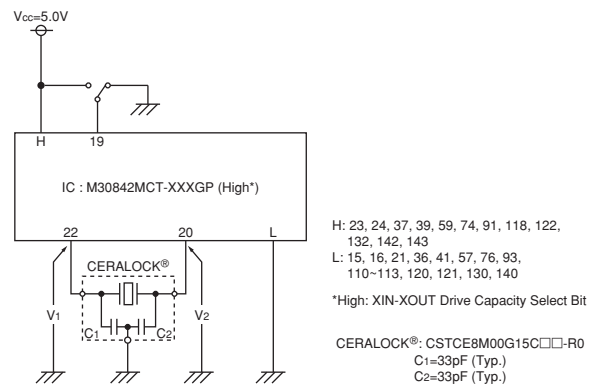 Vcc=5.0V
H
19
IC : M30842MCT-XXXGP (High*)
22
20
L
CERALOCK®
V1
C1
C2
V2
H: 23, 24, 37, 39, 59, 74, 91, 118, 122,
132, 142, 143
L: 15, 16, 21, 36, 41, 57, 76, 93,
110~113, 120, 121, 130, 140
*High: XIN-XOUT Drive Capacity Select Bit
CERALOCK®: CSTCE8M00G15C□□-R0
C1=33pF (Typ.)
C2=33pF (Typ.)